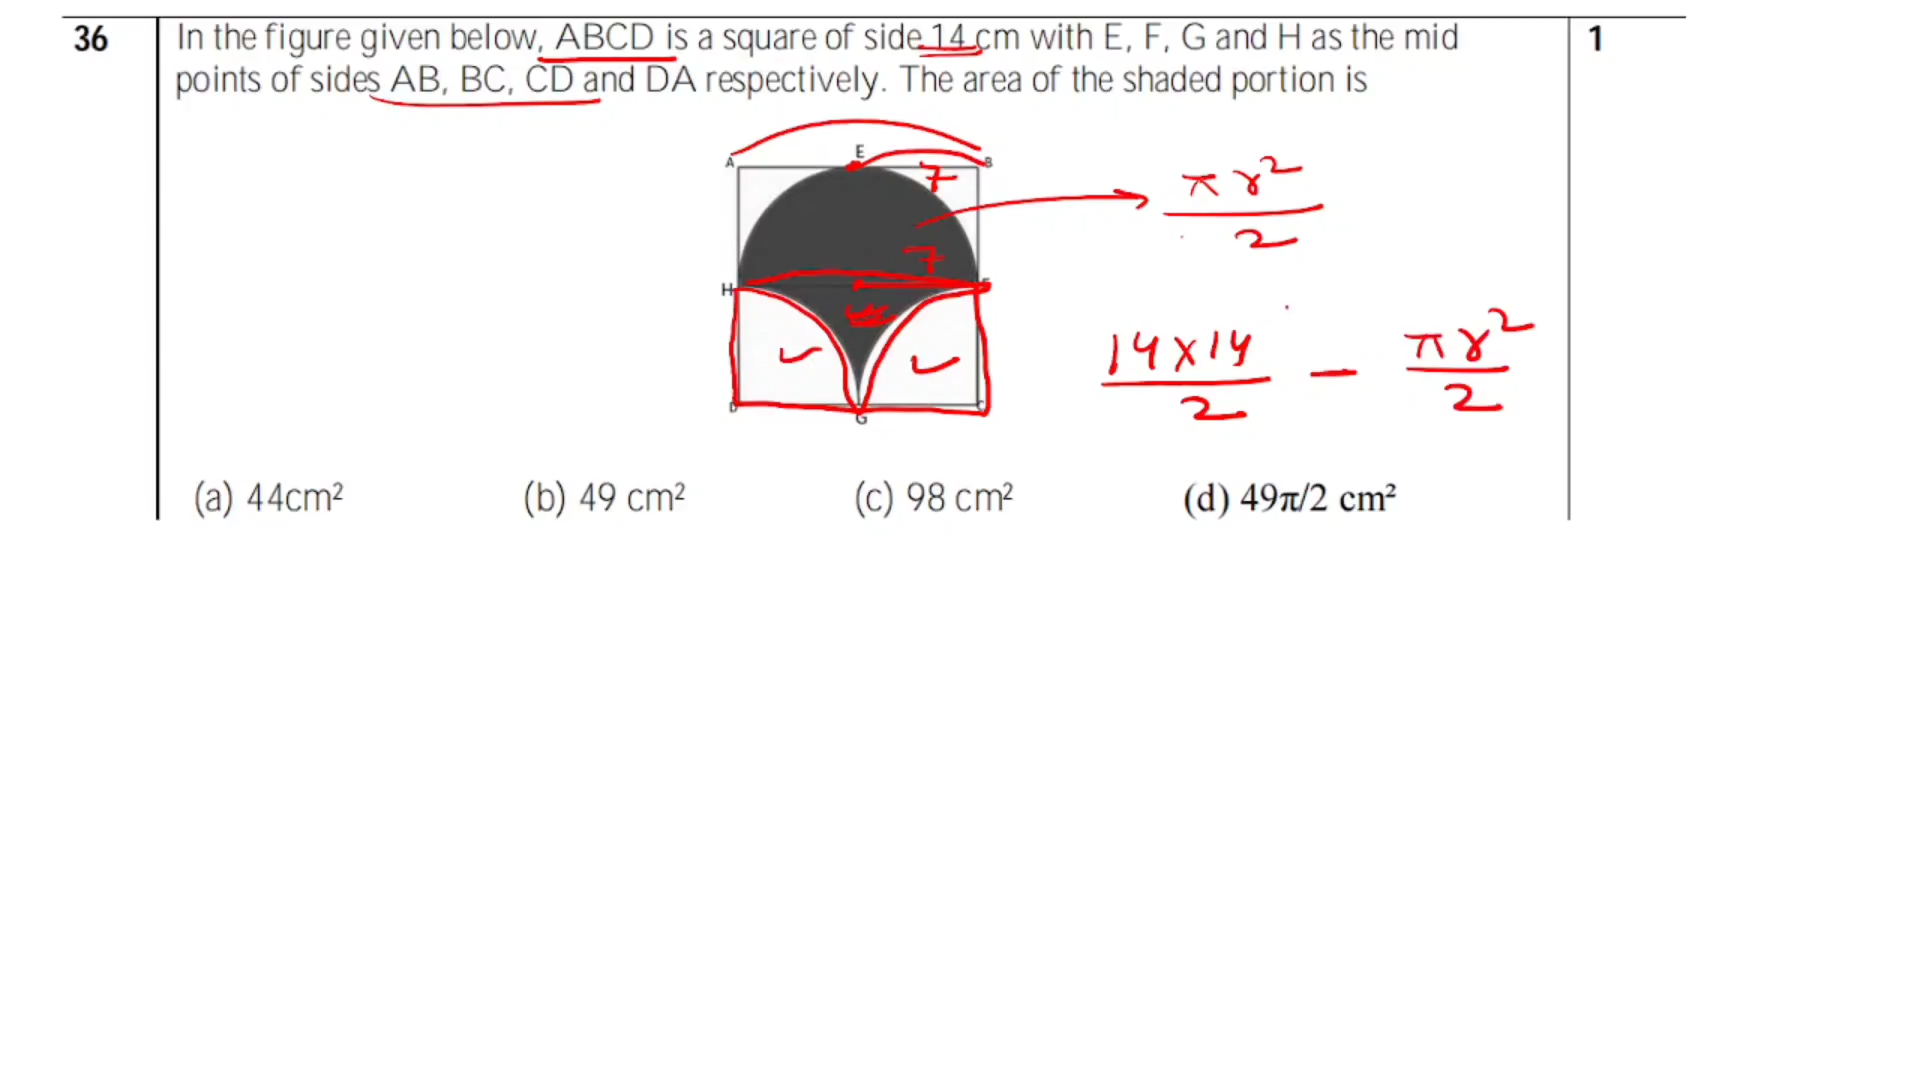 36 In the figure given below, ABCD is a square of side 14 cm with E, F, G and H as the mid 1
points of sides AB, BC, CD and DA respectively. The area of the shaded portion is
A E B
7
πr²/2
7
H F
14×14/2 − πr²/2
D G C
(a) 44cm² (b) 49 cm² (c) 98 cm² (d) 49π/2 cm²